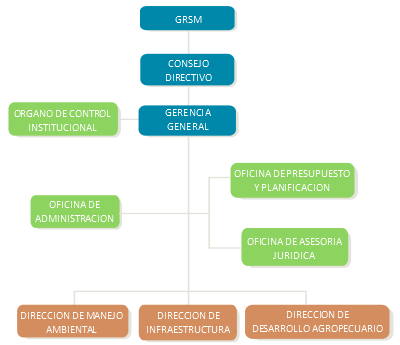 GRSM
CONSEJO
DIRECTIVO
ORGANO DE CONTROL
INSTITUCIONAL
GERENCIA
GENERAL
OFICINA DE PRESUPUESTO
Y PLANIFICACION
OFICINA DE
ADMINISTRACION
OFICINA DE ASESORIA
JURIDICA
DIRECCION DE MANEJO
AMBIENTAL
DIRECCION DE
INFRAESTRUCTURA
DIRECCION DE
DESARROLLO AGROPECUARIO